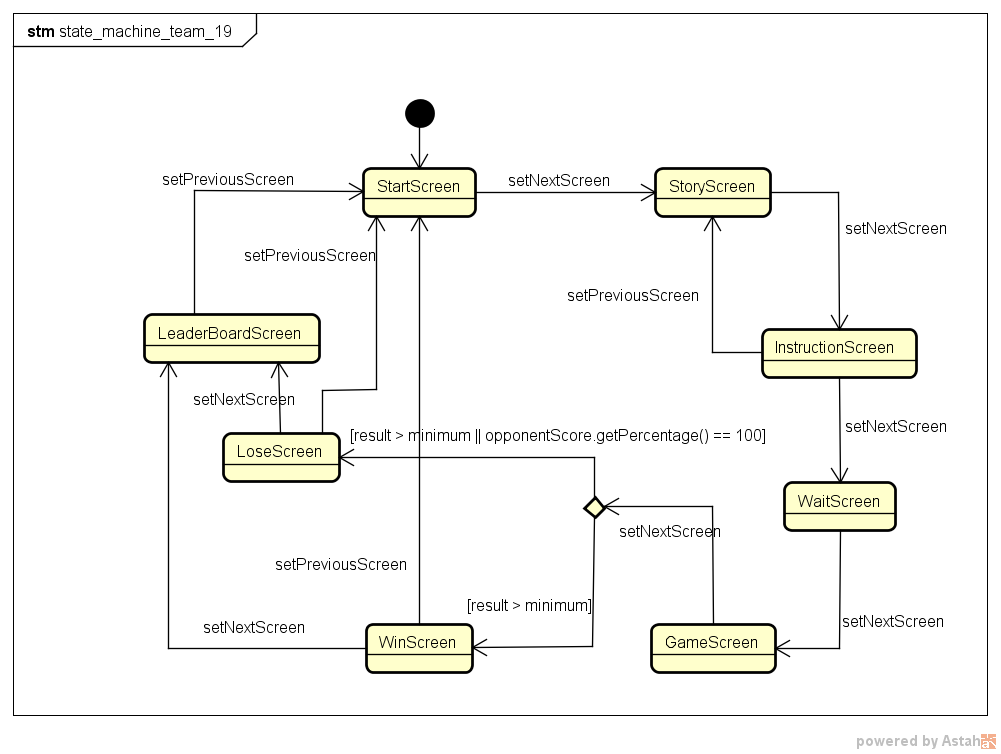 stm state_machine_team_19
setPreviousScreen
StartScreen
setNextScreen
StoryScreen
setNextScreen
setPreviousScreen
setPreviousScreen
LeaderBoardScreen
InstructionScreen
setNextScreen
setNextScreen
[result > minimum || opponentScore.getPercentage() == 100]
LoseScreen
WaitScreen
setNextScreen
setPreviousScreen
[result > minimum]
setNextScreen
setNextScreen
WinScreen
GameScreen
powered by Astah